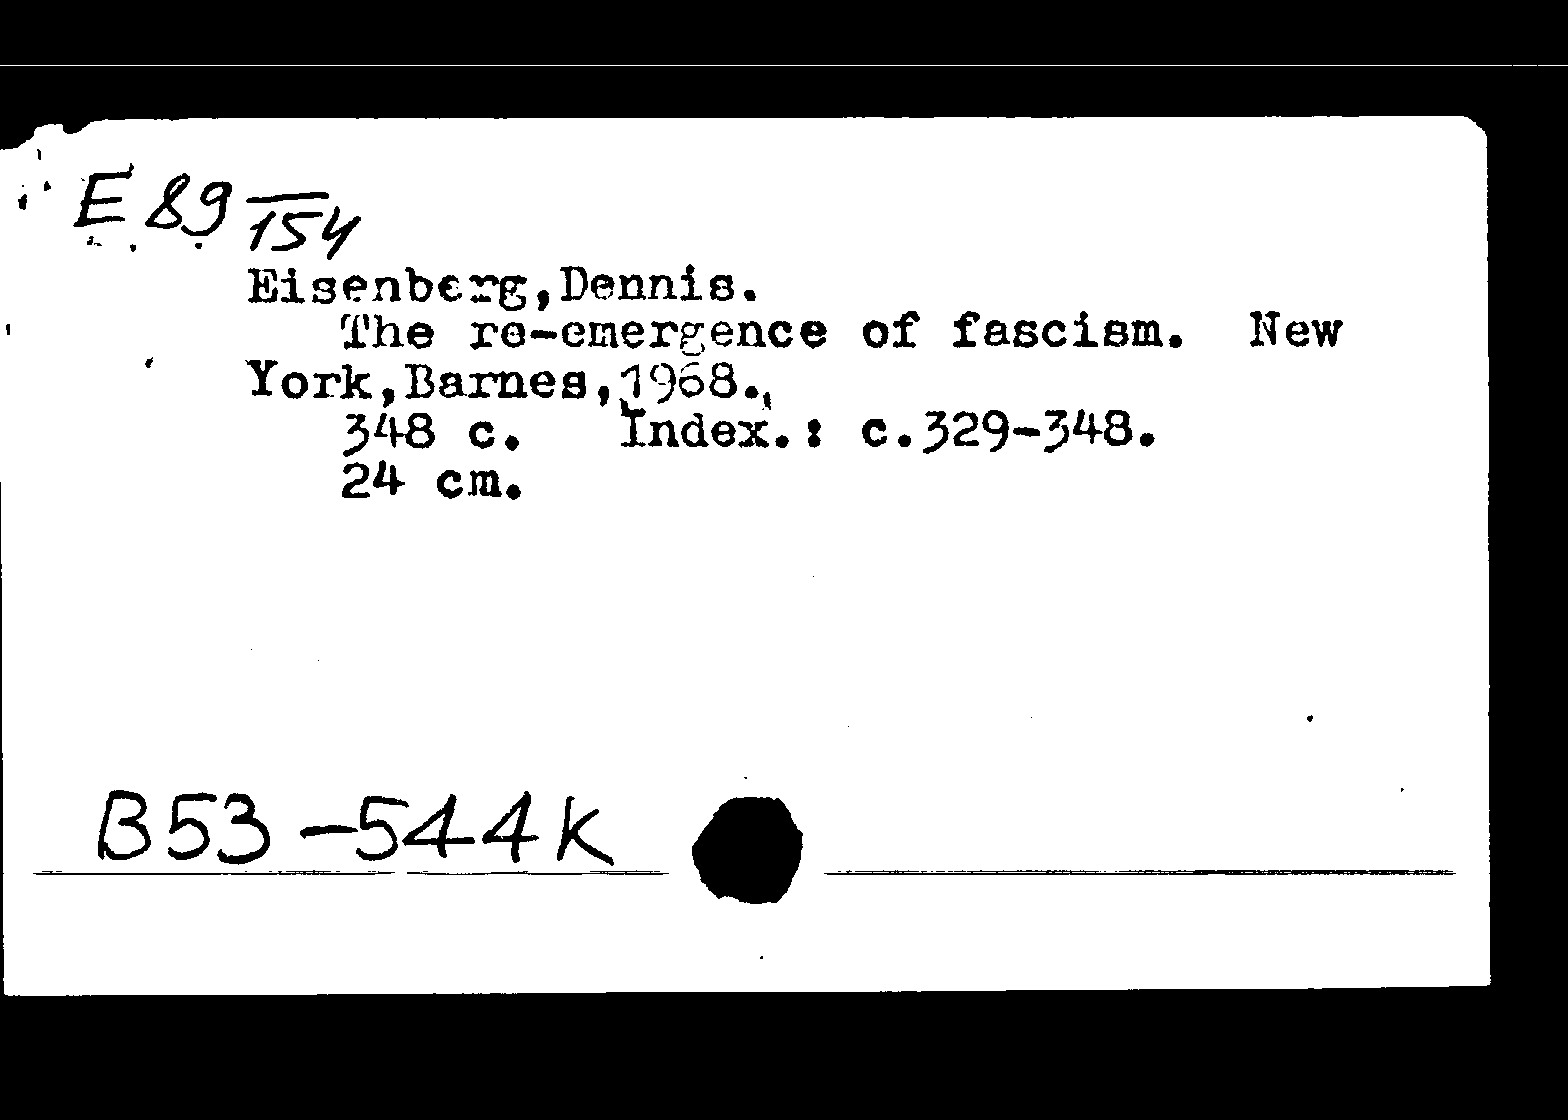 E 89/154
Eisenberg,Dennis.
The re-emergence of fascism. New
York,Barnes,1968.
348 c. Index.: c.329-348.
24 cm.
B53-544K